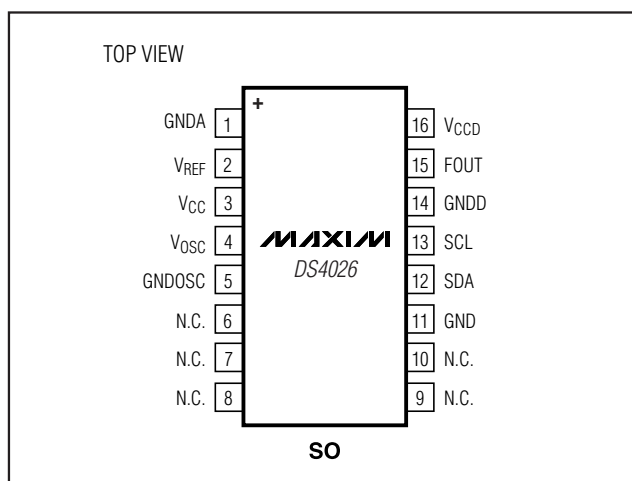 TOP VIEW
+
GNDA 1
VREF 2
VCC 3
VOSC 4
GNDOSC 5
N.C. 6
N.C. 7
N.C. 8
MAXIM
DS4026
16 VCCD
15 FOUT
14 GNDD
13 SCL
12 SDA
11 GND
10 N.C.
9 N.C.
SO